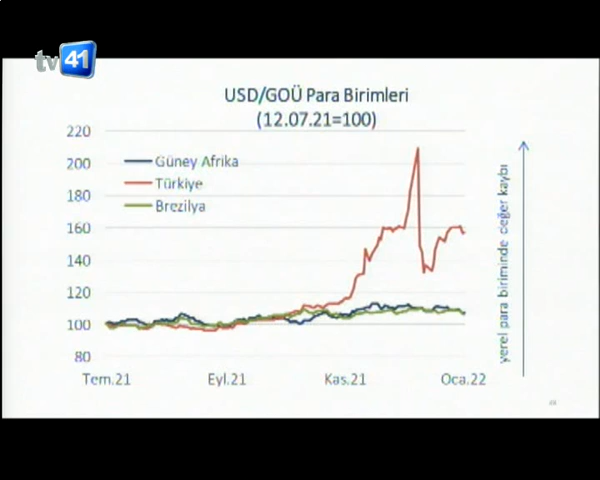 tv41
USD/GOÜ Para Birimleri
(12.07.21=100)
220
200
180
160
140
120
100
80
Güney Afrika
Türkiye
Brezilya
Tem.21
Eyl.21
Kas.21
Oca.22
yerel para biriminde değer kaybı